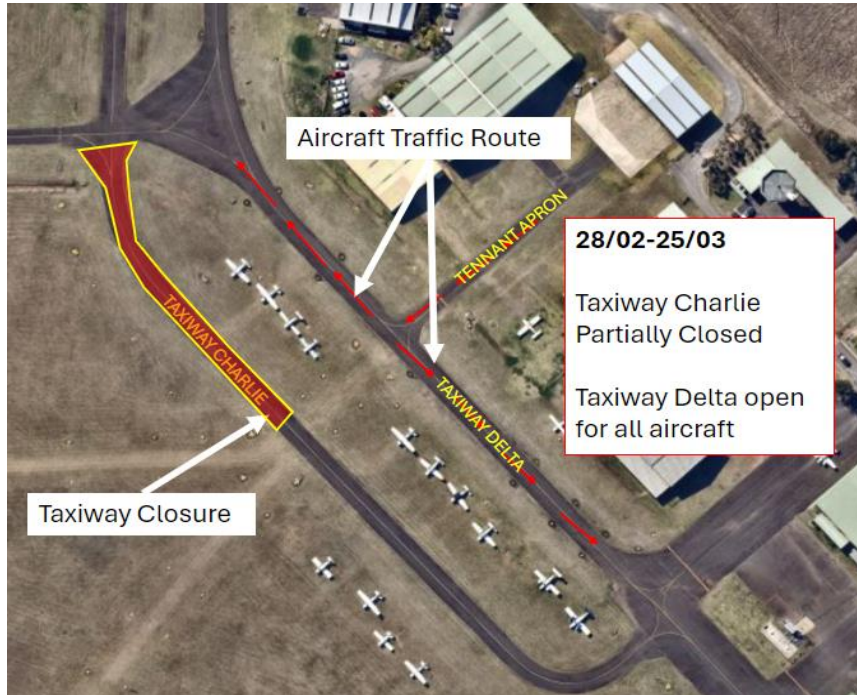 Aircraft Traffic Route
TENNANT APRON
28/02-25/03
Taxiway Charlie
Partially Closed
Taxiway Delta open
for all aircraft
TAXIWAY CHARLIE
TAXIWAY DELTA
Taxiway Closure